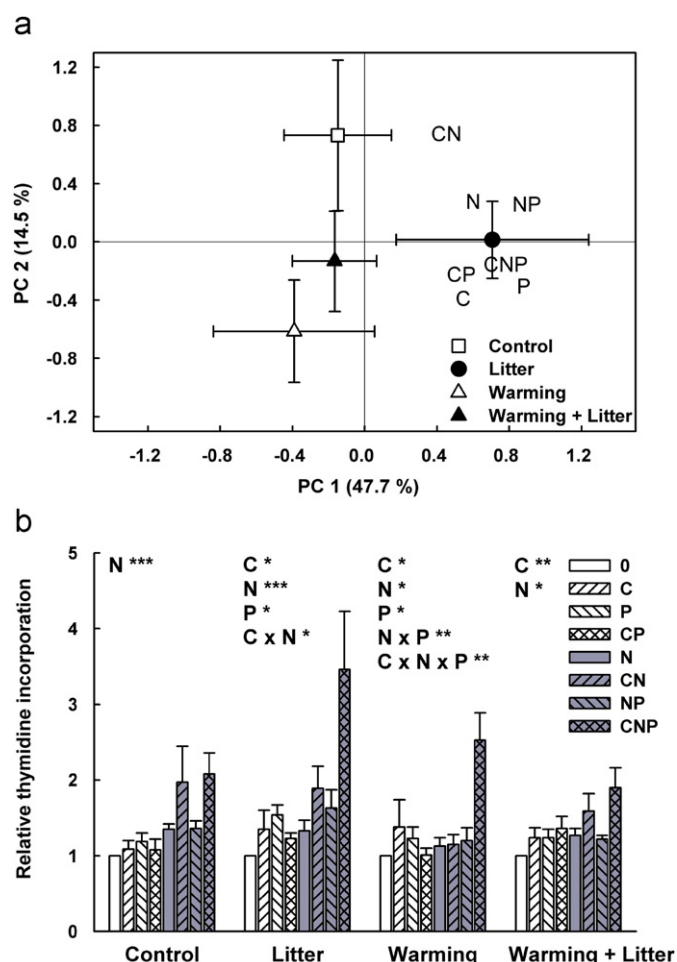 a
1.2
0.8
0.4
0.0
-0.4
-0.8
-1.2
PC 2 (14.5 %)
CN
N
NP
CNP
CP
P
C
Control
Litter
Warming
Warming + Litter
-1.2 -0.8 -0.4 0.0 0.4 0.8 1.2
PC 1 (47.7 %)
b
5
4
3
2
1
0
Relative thymidine incorporation
N ***
C *
N ***
P *
C x N *
C *
N *
P *
N x P **
C x N x P **
C **
N *
0
C
P
CP
N
CN
NP
CNP
Control Litter Warming Warming + Litter